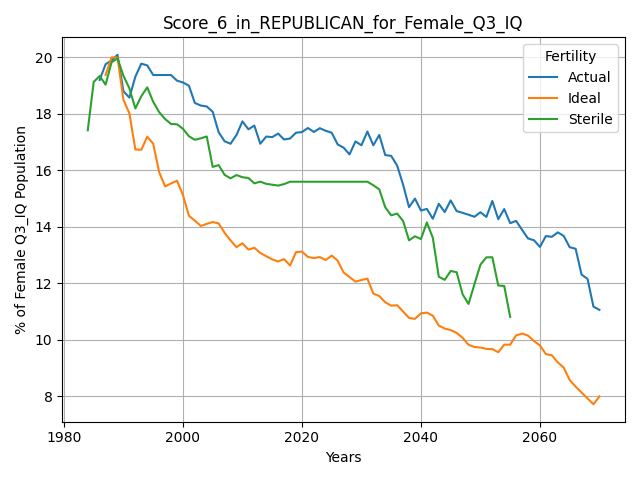 Score_6_in_REPUBLICAN_for_Female_Q3_IQ
Fertility
Actual
Ideal
Sterile
% of Female Q3_IQ Population
20
18
16
14
12
10
8
1980
2000
2020
2040
2060
Years